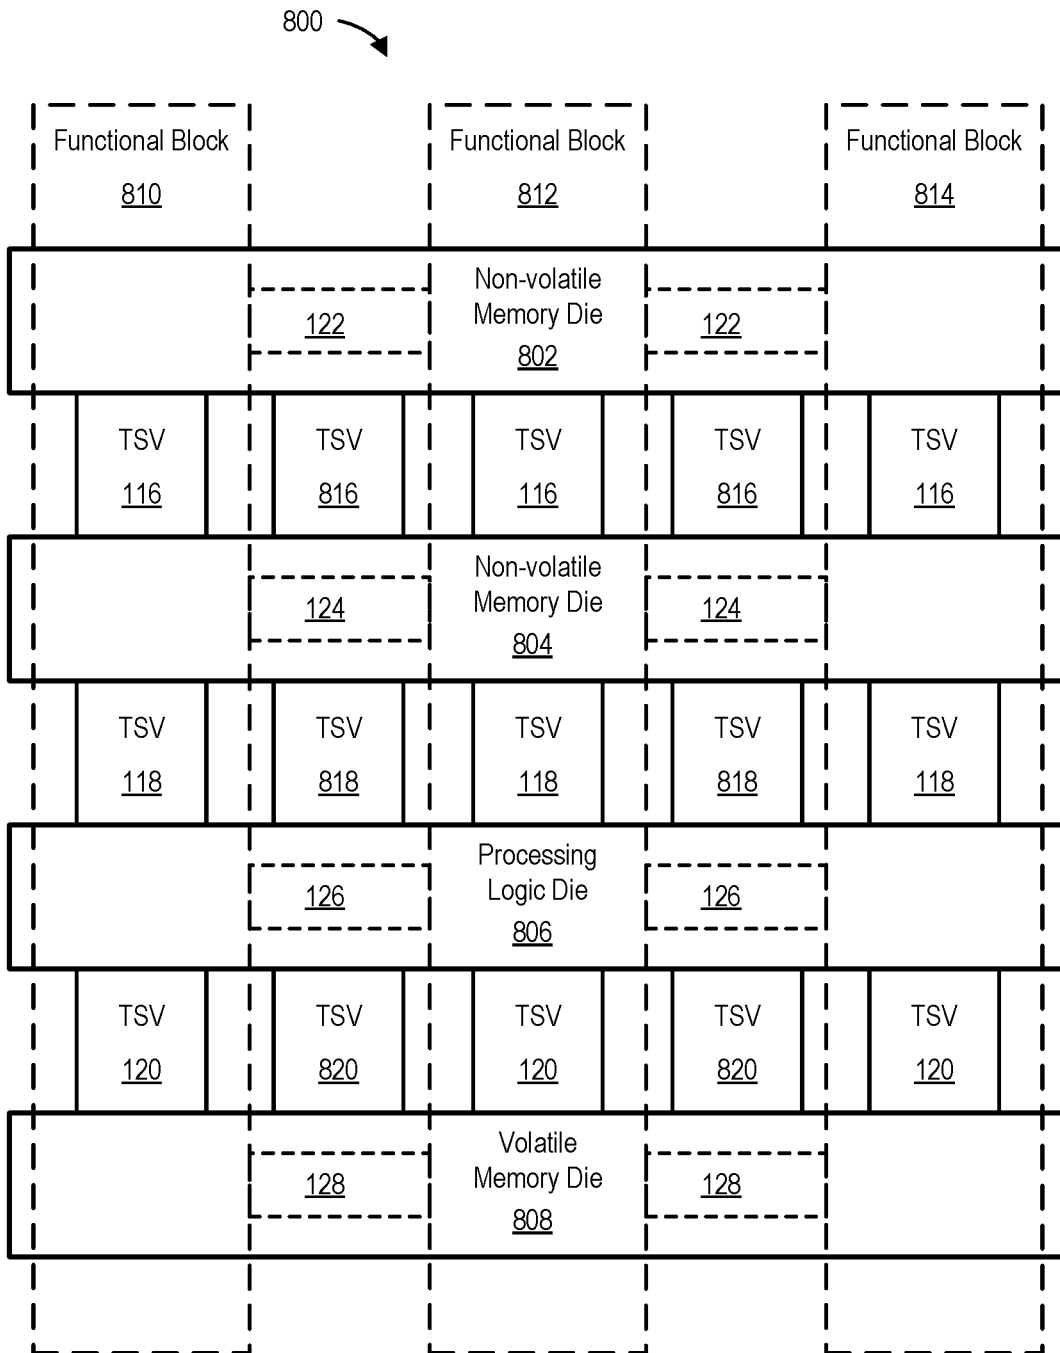 800
Functional Block
810
Functional Block
812
Functional Block
814
Non-volatile
Memory Die
802
122
122
TSV
116
TSV
816
TSV
116
TSV
816
TSV
116
Non-volatile
Memory Die
804
124
124
TSV
118
TSV
818
TSV
118
TSV
818
TSV
118
Processing
Logic Die
806
126
126
TSV
120
TSV
820
TSV
120
TSV
820
TSV
120
Volatile
Memory Die
808
128
128